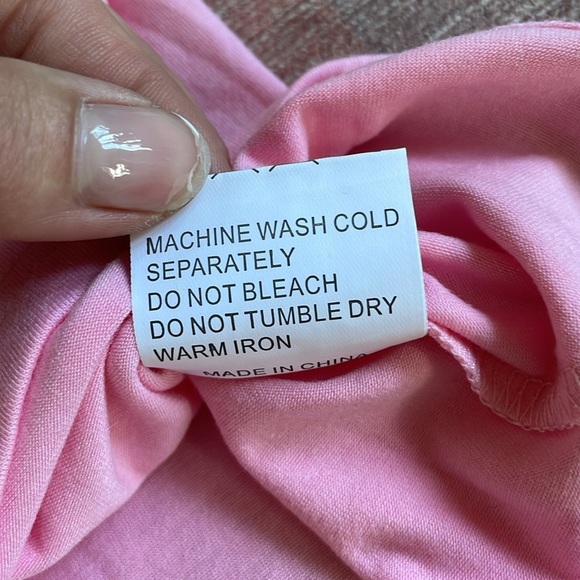 MACHINE WASH COLD
SEPARATELY
DO NOT BLEACH
DO NOT TUMBLE DRY
WARM IRON
MADE IN CHINA